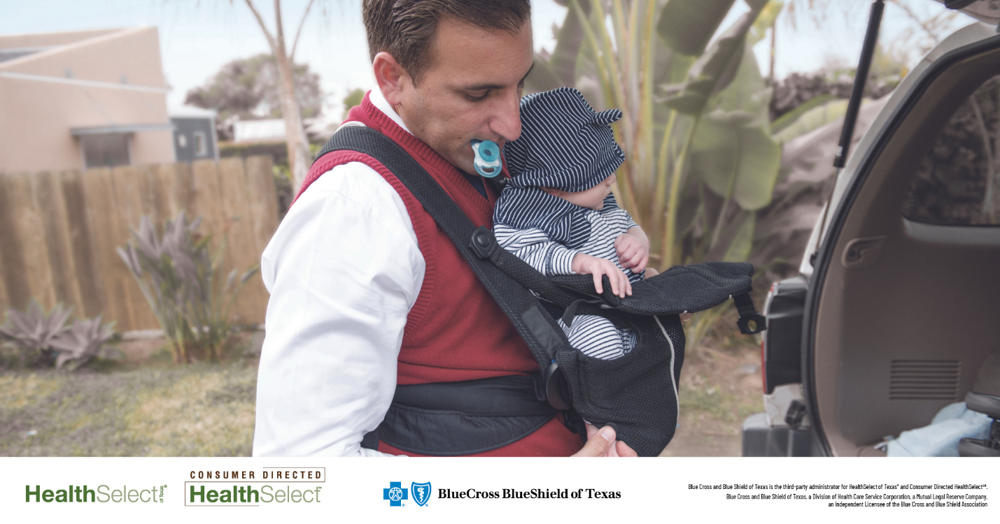 HealthSelect of Texas®
CONSUMER DIRECTED
HealthSelect℠
BlueCross BlueShield of Texas
Blue Cross and Blue Shield of Texas is the third-party administrator for HealthSelect of Texas® and Consumer Directed HealthSelect℠.
Blue Cross and Blue Shield of Texas, a Division of Health Care Service Corporation, a Mutual Legal Reserve Company,
an Independent Licensee of the Blue Cross and Blue Shield Association